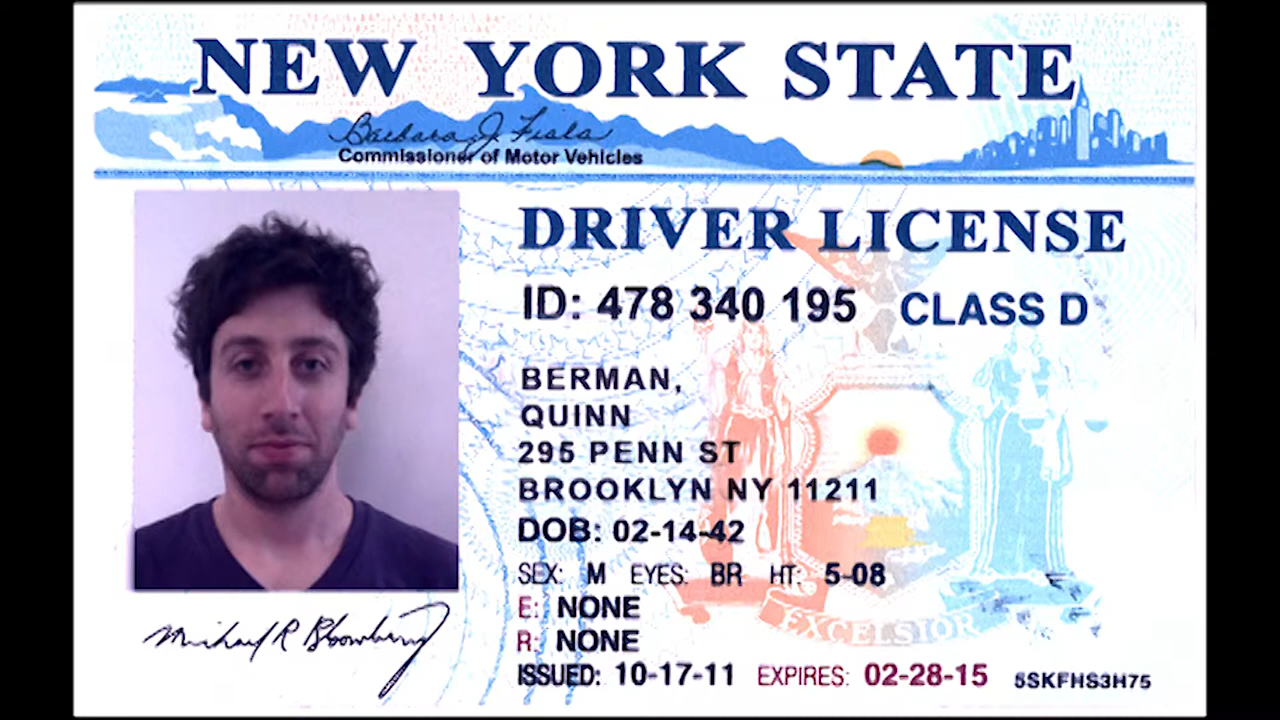 NEW YORK STATE
Barbara J. Fiala
Commissioner of Motor Vehicles
DRIVER LICENSE
ID: 478 340 195 CLASS D
BERMAN,
QUINN
295 PENN ST
BROOKLYN NY 11211
DOB: 02-14-42
SEX: M EYES: BR HT: 5-08
E: NONE
R: NONE
ISSUED: 10-17-11 EXPIRES: 02-28-15 5SKFHS3H75
EXCELSIOR
Michael R Bloomberg